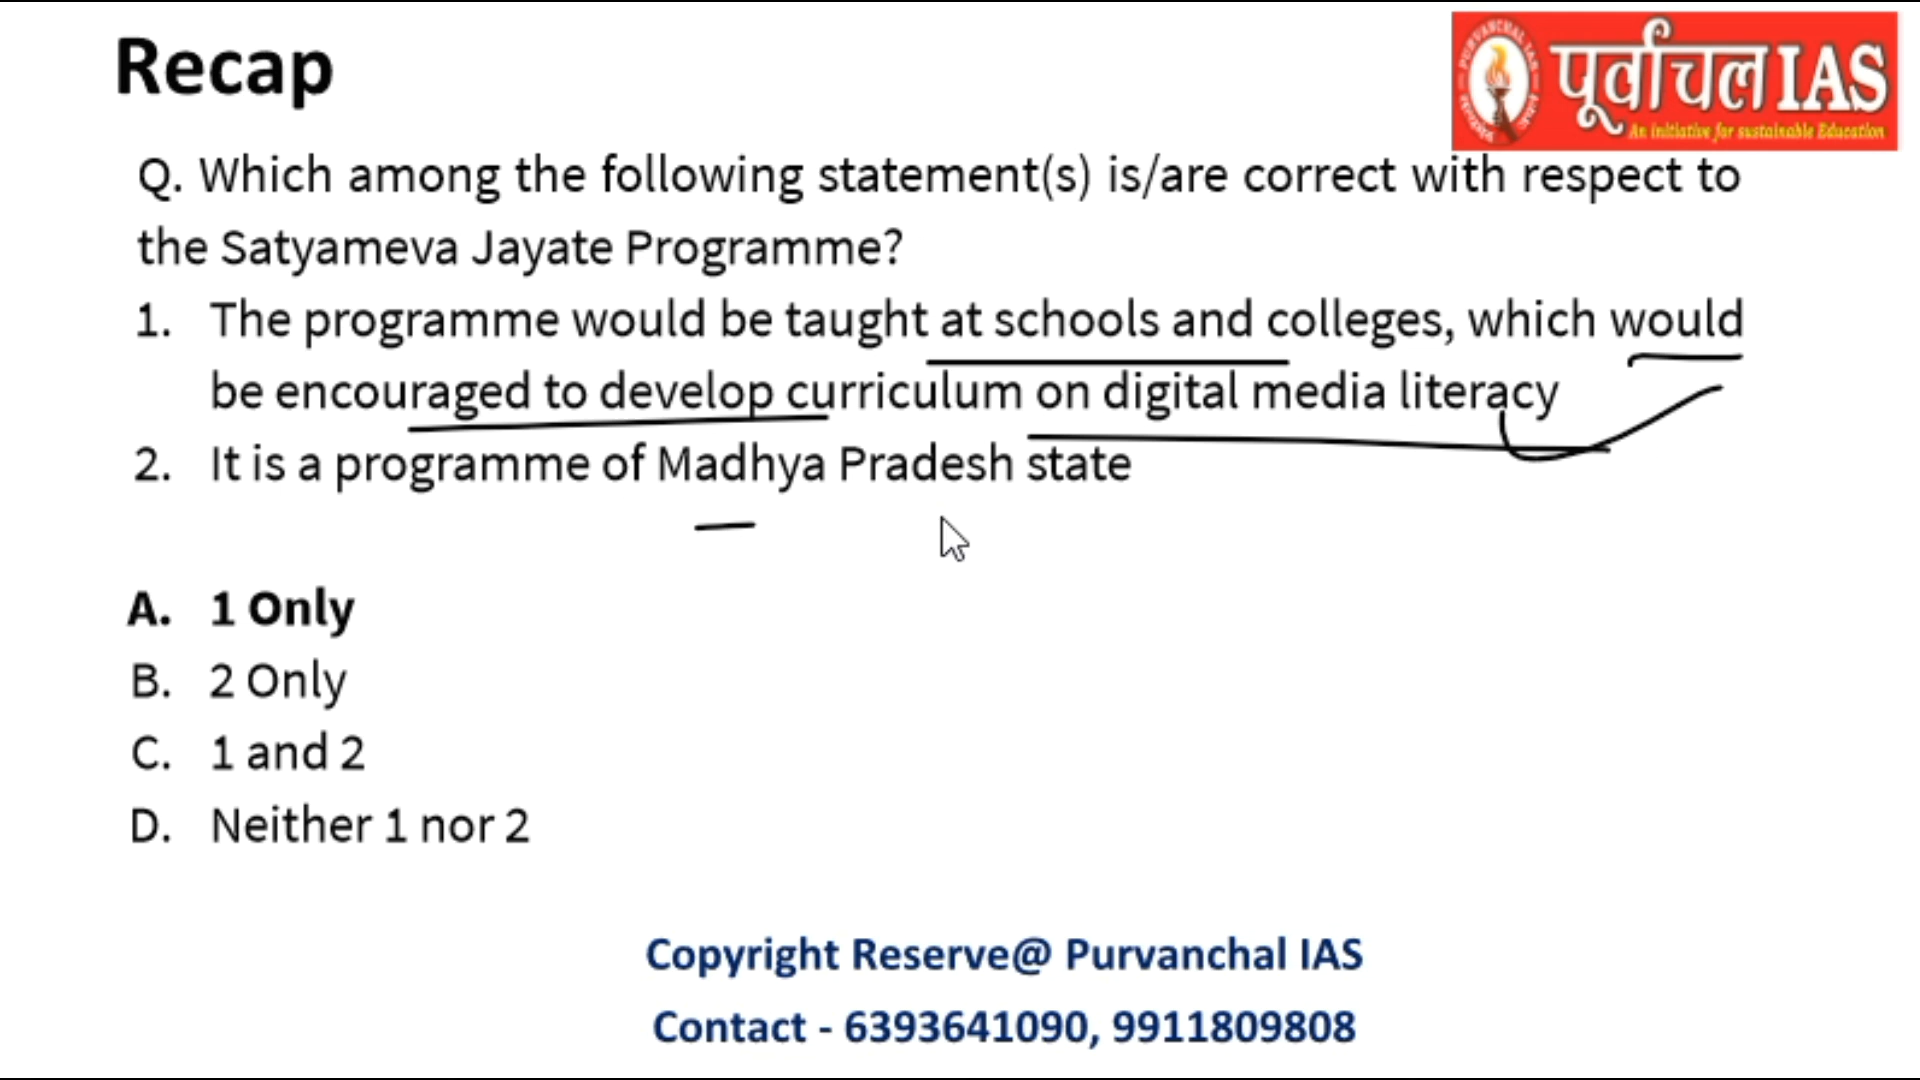 Recap
पूर्वांचल IAS
An initiative for sustainable Education
Q. Which among the following statement(s) is/are correct with respect to
the Satyameva Jayate Programme?
1. The programme would be taught at schools and colleges, which would
be encouraged to develop curriculum on digital media literacy
2. It is a programme of Madhya Pradesh state
A. 1 Only
B. 2 Only
C. 1 and 2
D. Neither 1 nor 2
Copyright Reserve@ Purvanchal IAS
Contact - 6393641090, 9911809808